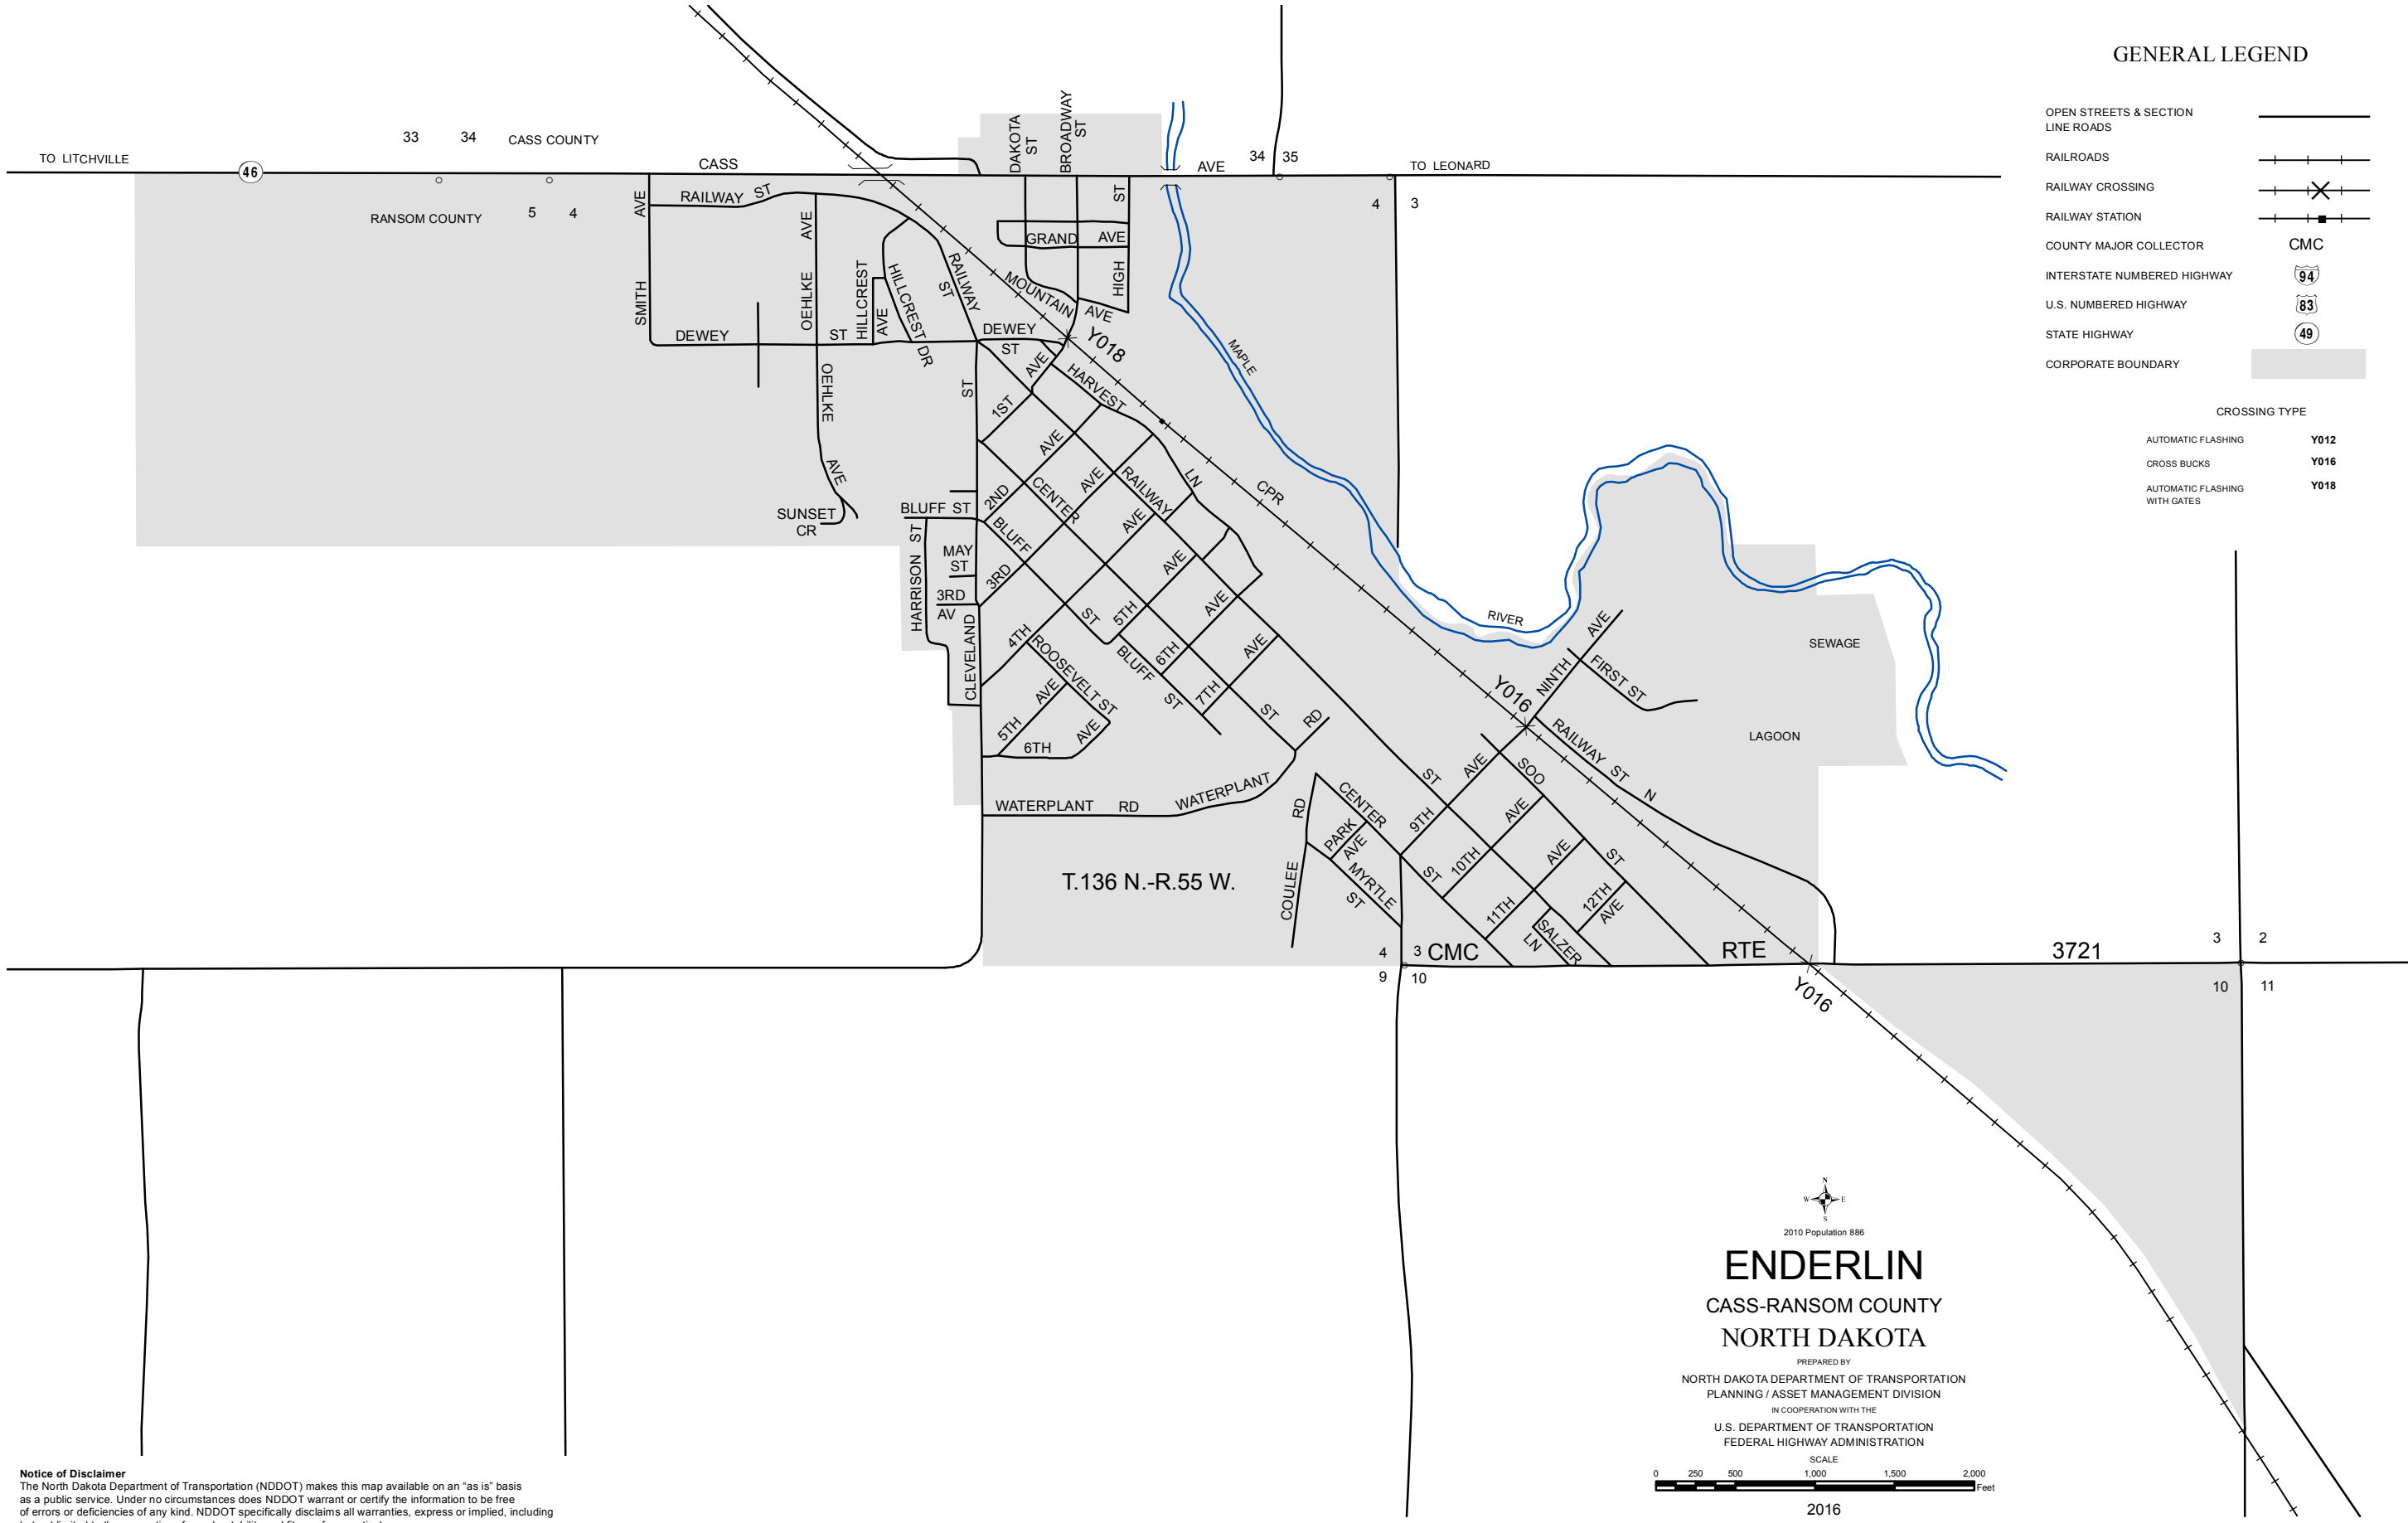 GENERAL LEGEND
OPEN STREETS & SECTION
LINE ROADS
RAILROADS
RAILWAY CROSSING
RAILWAY STATION
COUNTY MAJOR COLLECTOR CMC
INTERSTATE NUMBERED HIGHWAY 94
U.S. NUMBERED HIGHWAY 83
STATE HIGHWAY 49
CORPORATE BOUNDARY
CROSSING TYPE
AUTOMATIC FLASHING Y012
CROSS BUCKS Y016
AUTOMATIC FLASHING Y018
WITH GATES
33 34 CASS COUNTY
TO LITCHVILLE
46
CASS
AVE
34 35
TO LEONARD
RANSOM COUNTY
5 4
4 3
DAKOTA
ST
BROADWAY
ST
SMITH
AVE
RAILWAY ST
OEHLKE
AVE
HILLCREST
AVE
HILLCREST DR
RAILWAY
ST
GRAND AVE
HIGH
ST
MOUNTAIN
AVE
DEWEY
ST
DEWEY
ST
Y018
OEHLKE
AVE
SUNSET
CR
ST
1ST
AVE
HARVEST
LN
2ND
AVE
CENTER
AVE
RAILWAY
BLUFF ST
BLUFF
MAY
ST
3RD
AV
3RD
HARRISON ST
CLEVELAND
AVE
AVE
AVE
AVE
ST
5TH
4TH
ROOSEVELT ST
BLUFF
ST
6TH
7TH
5TH
AVE
6TH
AVE
ST
RD
WATERPLANT RD
WATERPLANT
MAPLE
RIVER
CPR
SEWAGE
LAGOON
NINTH
AVE
FIRST ST
Y016
RAILWAY ST N
SOO
ST
ST
9TH
AVE
10TH
AVE
11TH
AVE
12TH
AVE
CENTER
ST
PARK
AVE
MYRTLE
ST
COULEE
RD
SALZER
LN
T.136 N.-R.55 W.
4 3
CMC RTE 3721
9 10
Y016
3 2
10 11
N
W E
S
2010 Population 886
ENDERLIN
CASS-RANSOM COUNTY
NORTH DAKOTA
PREPARED BY
NORTH DAKOTA DEPARTMENT OF TRANSPORTATION
PLANNING / ASSET MANAGEMENT DIVISION
IN COOPERATION WITH THE
U.S. DEPARTMENT OF TRANSPORTATION
FEDERAL HIGHWAY ADMINISTRATION
SCALE
0 250 500 1,000 1,500 2,000
Feet
2016
Notice of Disclaimer
The North Dakota Department of Transportation (NDDOT) makes this map available on an "as is" basis
as a public service. Under no circumstances does NDDOT warrant or certify the information to be free
of errors or deficiencies of any kind. NDDOT specifically disclaims all warranties, express or implied, including